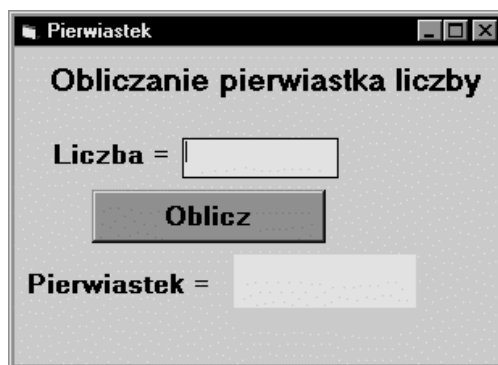 Pierwiastek
Obliczanie pierwiastka liczby
Liczba =
Oblicz
Pierwiastek =